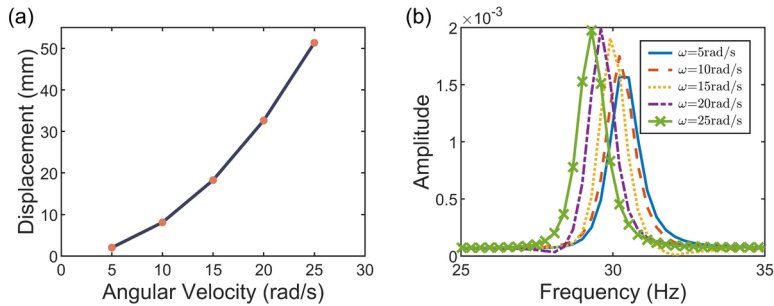 (a)
Displacement (mm)
50
40
30
20
10
0
0 5 10 15 20 25 30
Angular Velocity (rad/s)
(b)
×10⁻³
Amplitude
2
1.5
1
0.5
0
25 30 35
Frequency (Hz)
ω=5rad/s
ω=10rad/s
ω=15rad/s
ω=20rad/s
ω=25rad/s